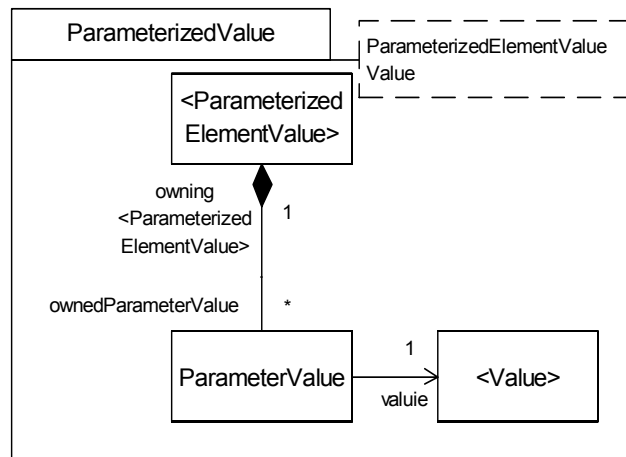 ParameterizedValue
ParameterizedElementValue
Value
<Parameterized
ElementValue>
owning
<Parameterized
ElementValue>
1
ownedParameterValue
*
ParameterValue
1
valuie
<Value>